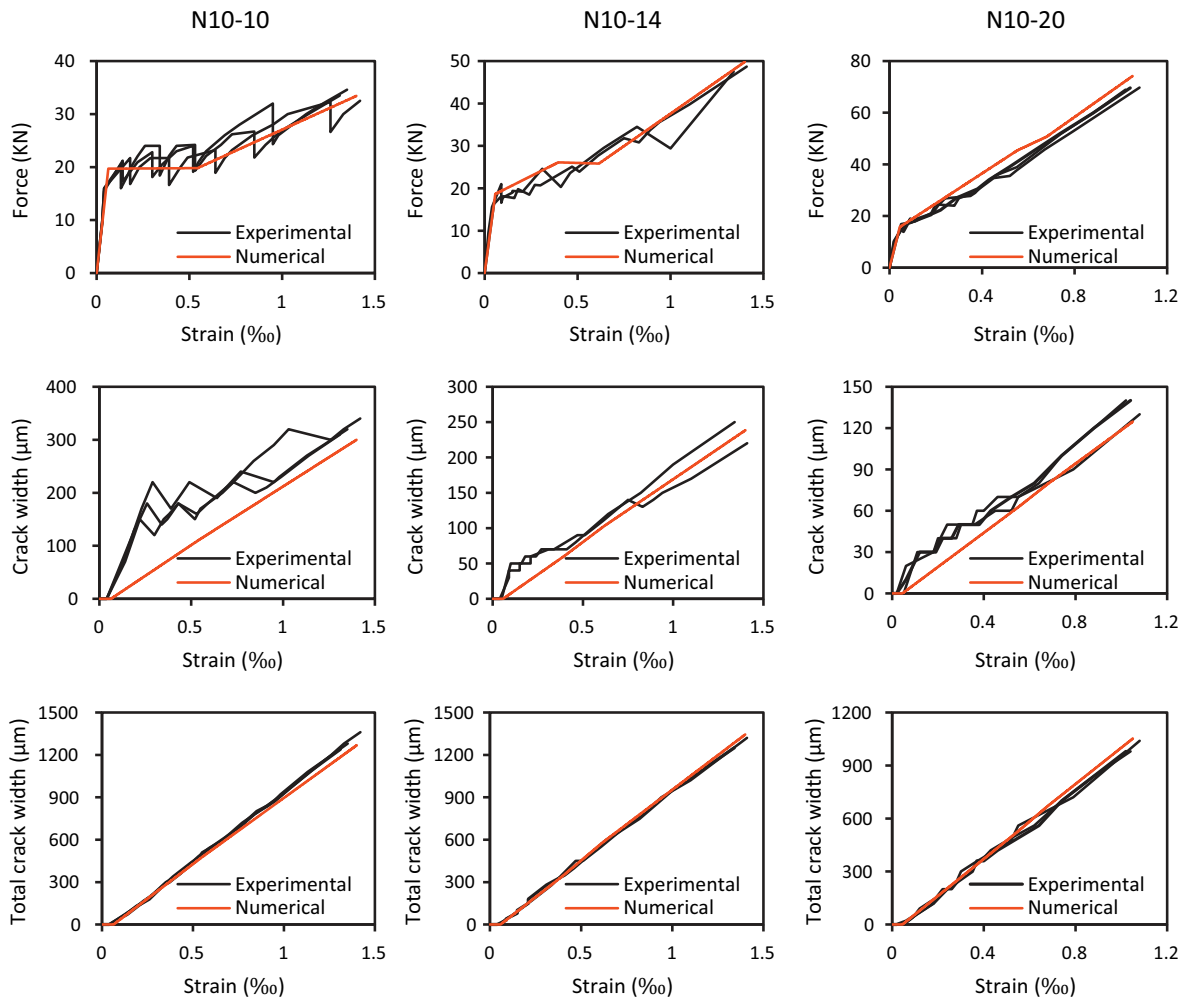 N10-10
N10-14
N10-20
Force (KN)
40
30
20
10
0
Experimental
Numerical
0 0.5 1 1.5
Strain (‰)
Force (KN)
50
40
30
20
10
0
Experimental
Numerical
0 0.5 1 1.5
Strain (‰)
Force (KN)
80
60
40
20
0
Experimental
Numerical
0 0.4 0.8 1.2
Strain (‰)
Crack width (μm)
400
300
200
100
0
Experimental
Numerical
0 0.5 1 1.5
Strain (‰)
Crack width (μm)
300
250
200
150
100
50
0
Experimental
Numerical
0 0.5 1 1.5
Strain (‰)
Crack width (μm)
150
120
90
60
30
0
Experimental
Numerical
0 0.4 0.8 1.2
Strain (‰)
Total crack width (μm)
1500
1200
900
600
300
0
Experimental
Numerical
0 0.5 1 1.5
Strain (‰)
Total crack width (μm)
1500
1200
900
600
300
0
Experimental
Numerical
0 0.5 1 1.5
Strain (‰)
Total crack width (μm)
1200
900
600
300
0
Experimental
Numerical
0 0.4 0.8 1.2
Strain (‰)